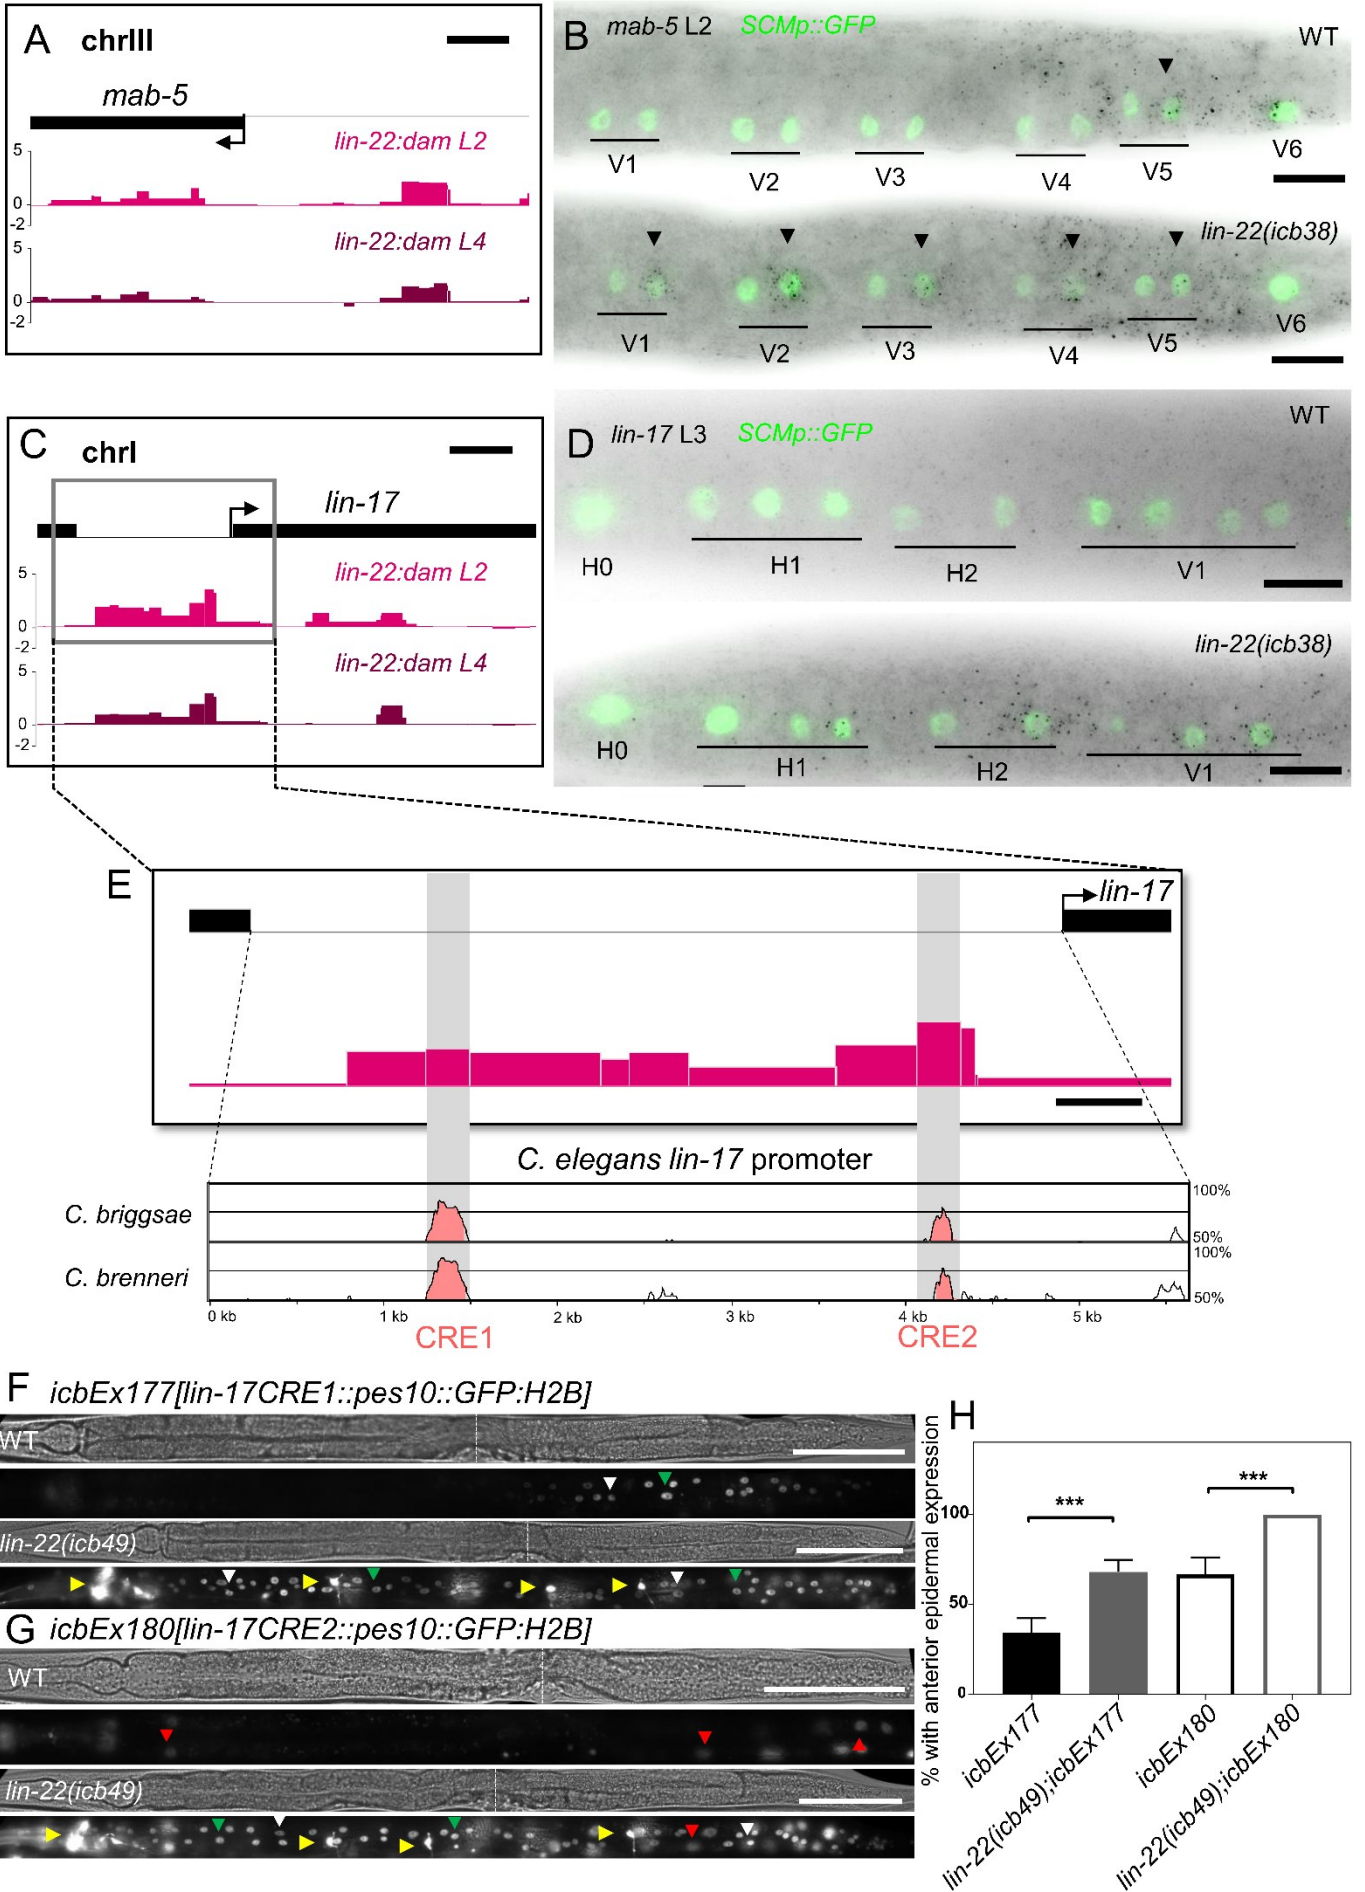 A chrIII
mab-5
lin-22:dam L2
5
0
-2
lin-22:dam L4
5
0
-2
B mab-5 L2 SCMp::GFP WT
V1 V2 V3 V4 V5 V6
lin-22(icb38)
V1 V2 V3 V4 V5 V6
C chrI
lin-17
lin-22:dam L2
5
0
-2
lin-22:dam L4
5
0
-2
D lin-17 L3 SCMp::GFP WT
H0 H1 H2 V1
lin-22(icb38)
H0 H1 H2 V1
E lin-17
C. elegans lin-17 promoter
C. briggsae 100%
50%
C. brenneri 100%
50%
0 kb 1 kb 2 kb 3 kb 4 kb 5 kb
CRE1 CRE2
F icbEx177[lin-17CRE1::pes10::GFP:H2B]
WT
lin-22(icb49)
G icbEx180[lin-17CRE2::pes10::GFP:H2B]
WT
lin-22(icb49)
H
% with anterior epidermal expression
100
50
0
*** ***
icbEx177
lin-22(icb49);icbEx177
icbEx180
lin-22(icb49);icbEx180